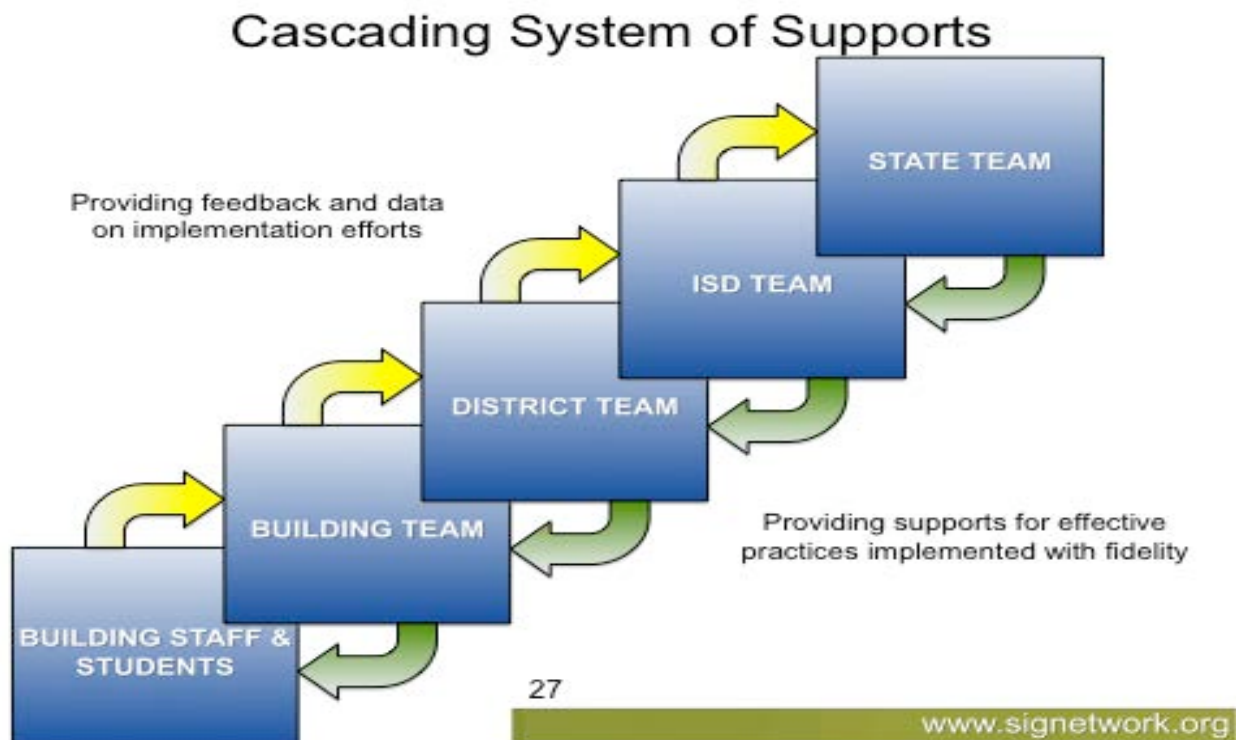 Cascading System of Supports
STATE TEAM
Providing feedback and data
on implementation efforts
ISD TEAM
DISTRICT TEAM
BUILDING TEAM
Providing supports for effective
practices implemented with fidelity
BUILDING STAFF &
STUDENTS
27
www.signetwork.org